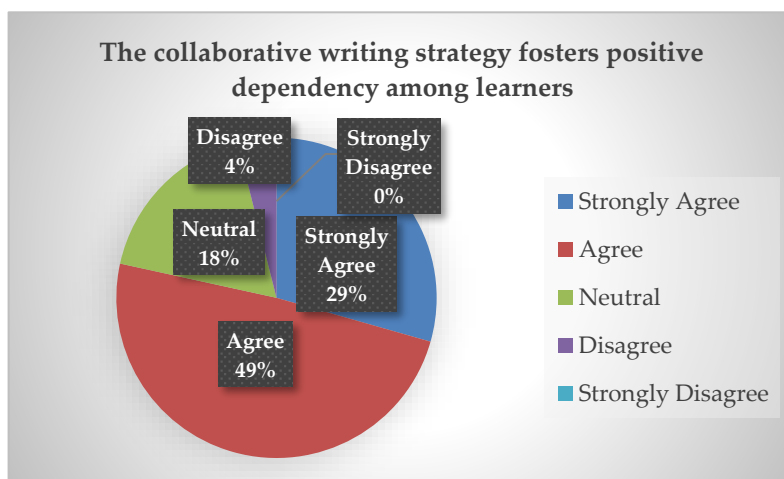 The collaborative writing strategy fosters positive
dependency among learners
Disagree
4%
Strongly
Disagree
0%
Neutral
18%
Strongly
Agree
29%
Agree
49%
Strongly Agree
Agree
Neutral
Disagree
Strongly Disagree